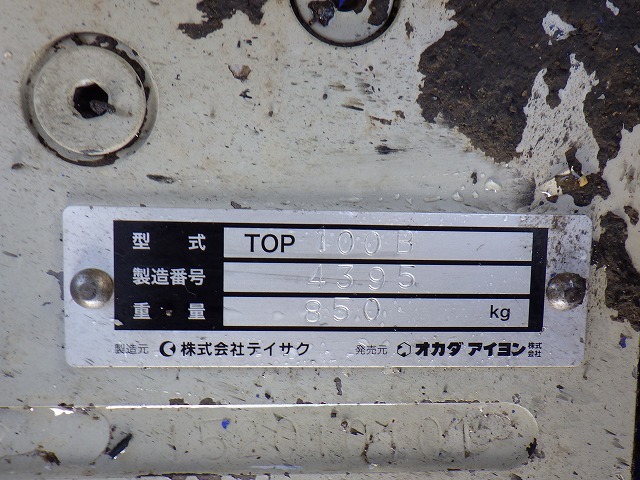 型式 TOP 100B
製造番号 4395
重量 850 kg
製造元 株式会社テイサク 発売元 オカダ アイヨン株式会社